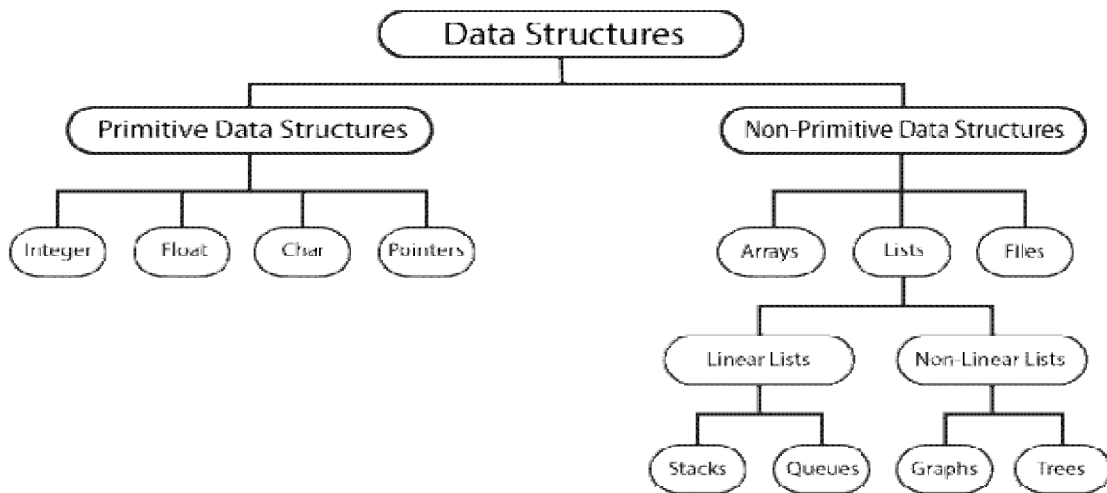 Data Structures
Primitive Data Structures
Non-Primitive Data Structures
Integer
Float
Char
Pointers
Arrays
Lists
Files
Linear Lists
Non-Linear Lists
Stacks
Queues
Graphs
Trees